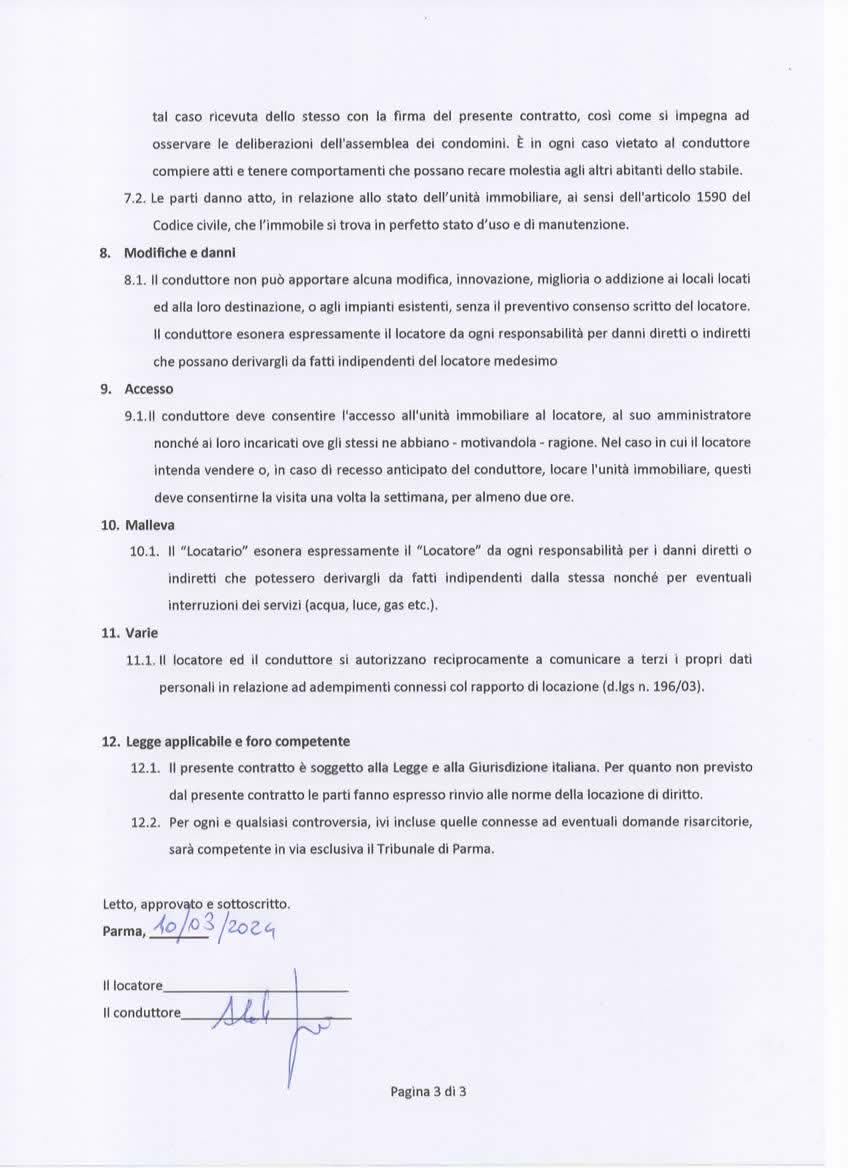 tal caso ricevuta dello stesso con la firma del presente contratto, così come si impegna ad
osservare le deliberazioni dell'assemblea dei condomini. È in ogni caso vietato al conduttore
compiere atti e tenere comportamenti che possano recare molestia agli altri abitanti dello stabile.
7.2. Le parti danno atto, in relazione allo stato dell’unità immobiliare, ai sensi dell'articolo 1590 del
Codice civile, che l’immobile si trova in perfetto stato d’uso e di manutenzione.
8. Modifiche e danni
8.1. Il conduttore non può apportare alcuna modifica, innovazione, miglioria o addizione ai locali locati
ed alla loro destinazione, o agli impianti esistenti, senza il preventivo consenso scritto del locatore.
Il conduttore esonera espressamente il locatore da ogni responsabilità per danni diretti o indiretti
che possano derivargli da fatti indipendenti del locatore medesimo
9. Accesso
9.1. Il conduttore deve consentire l'accesso all'unità immobiliare al locatore, al suo amministratore
nonché ai loro incaricati ove gli stessi ne abbiano - motivandola - ragione. Nel caso in cui il locatore
intenda vendere o, in caso di recesso anticipato del conduttore, locare l'unità immobiliare, questi
deve consentirne la visita una volta la settimana, per almeno due ore.
10. Malleva
10.1. Il “Locatario” esonera espressamente il “Locatore” da ogni responsabilità per i danni diretti o
indiretti che potessero derivargli da fatti indipendenti dalla stessa nonché per eventuali
interruzioni dei servizi (acqua, luce, gas etc.).
11. Varie
11.1. Il locatore ed il conduttore si autorizzano reciprocamente a comunicare a terzi i propri dati
personali in relazione ad adempimenti connessi col rapporto di locazione (d.lgs n. 196/03).
12. Legge applicabile e foro competente
12.1. Il presente contratto è soggetto alla Legge e alla Giurisdizione italiana. Per quanto non previsto
dal presente contratto le parti fanno espresso rinvio alle norme della locazione di diritto.
12.2. Per ogni e qualsiasi controversia, ivi incluse quelle connesse ad eventuali domande risarcitorie,
sarà competente in via esclusiva il Tribunale di Parma.
Letto, approvato e sottoscritto.
Parma, 10/03/2024
Il locatore
Il conduttore
Pagina 3 di 3